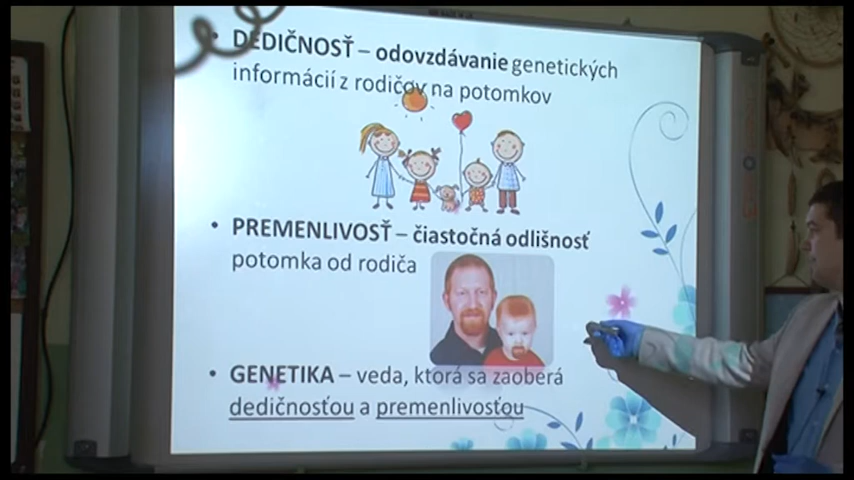 • DEDIČNOSŤ – odovzdávanie genetických
informácií z rodičov na potomkov
• PREMENLIVOSŤ – čiastočná odlišnosť
potomka od rodiča
• GENETIKA – veda, ktorá sa zaoberá
dedičnosťou a premenlivosťou